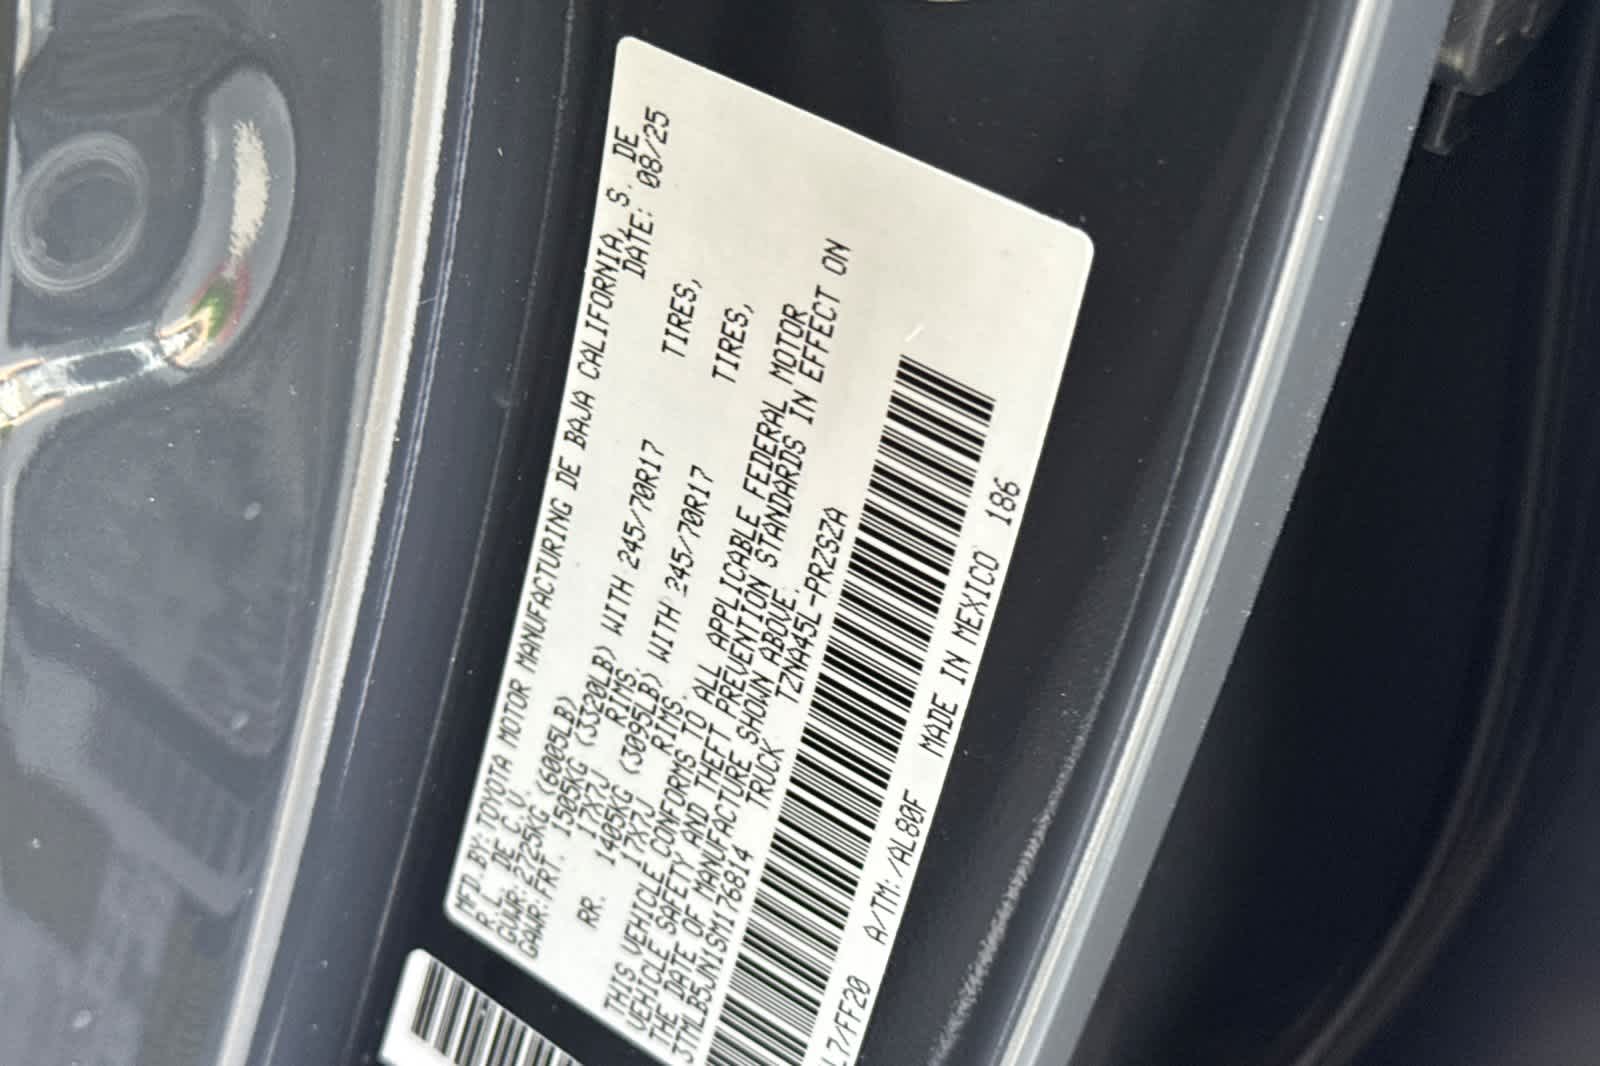 MFD BY: TOYOTA MOTOR MANUFACTURING DE BAJA CALIFORNIA, S. DE
R.L. DE C.V. DATE: 08/25
GVWR: 2725KG (6005LB)
GAWR: FRT. 1505KG (3320LB) WITH 245/70R17 TIRES,
17X7J RIMS.
RR. 1405KG (3095LB) WITH 245/70R17 TIRES,
17X7J RIMS.
THIS VEHICLE CONFORMS TO ALL APPLICABLE FEDERAL MOTOR
VEHICLE SAFETY AND THEFT PREVENTION STANDARDS IN EFFECT ON
THE DATE OF MANUFACTURE SHOWN ABOVE.
3TMLB5JN1SM176814 TRUCK TZNA45L-PRZSZA
L7/FF20 A/TM: /AL80F MADE IN MEXICO 186